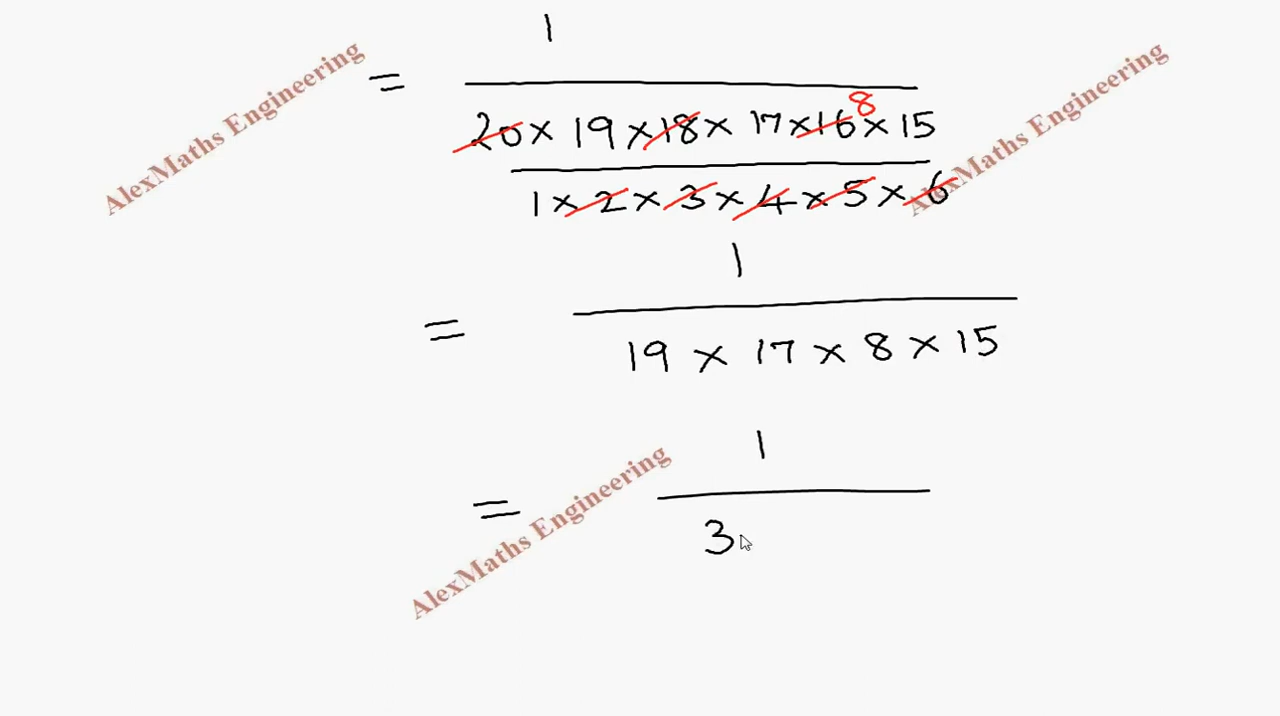 1
= 20 × 19 × 18 × 17 × 16 8 × 15
1 × 2 × 3 × 4 × 5 × 6
1
=
19 × 17 × 8 × 15
1
=
3
AlexMaths Engineering
AlexMaths Engineering
AlexMaths Engineering